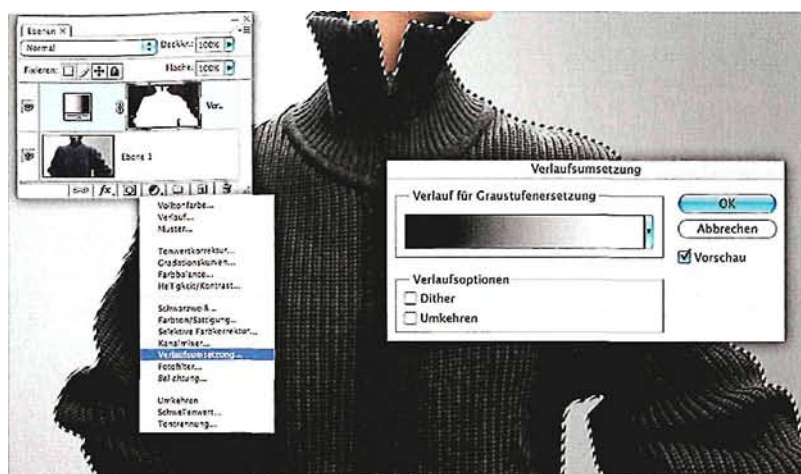 Ebenen X
Normal
Deckkr.: 100%
Fixieren:
Fläche: 100%
Ver...
Ebene 1
fx.
Volltonfarbe...
Verlauf...
Muster...
Tonwertkorrektur...
Gradationskurven...
Farbbalance...
Helligkeit/Kontrast...
Schwarzweiß...
Farbton/Sättigung...
Selektive Farbkorrektur...
Kanalmixer...
Verlaufsumsetzung...
Fotofilter...
Belichtung...
Umkehren
Schwellenwert...
Tontrennung...
Verlaufsumsetzung
Verlauf für Graustufenersetzung
OK
Abbrechen
Vorschau
Verlaufsoptionen
Dither
Umkehren